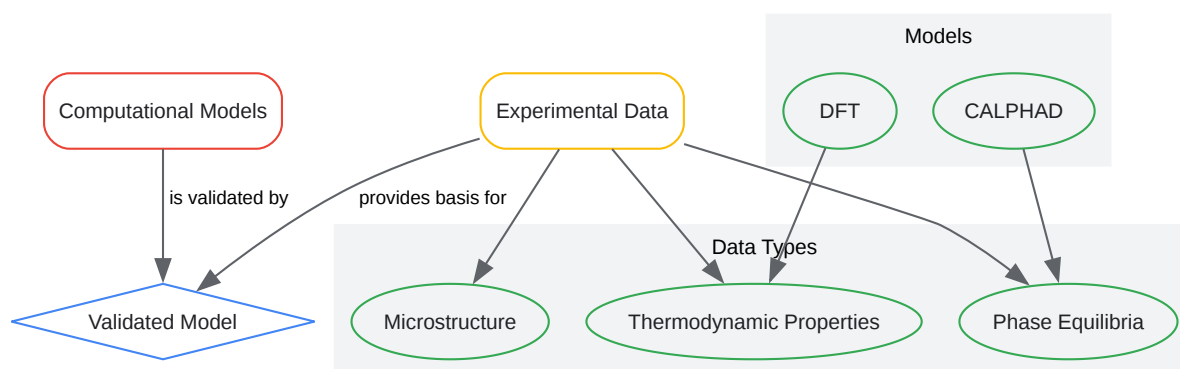 Models
Computational Models
Experimental Data
DFT
CALPHAD
is validated by
provides basis for
Data Types
Validated Model
Microstructure
Thermodynamic Properties
Phase Equilibria